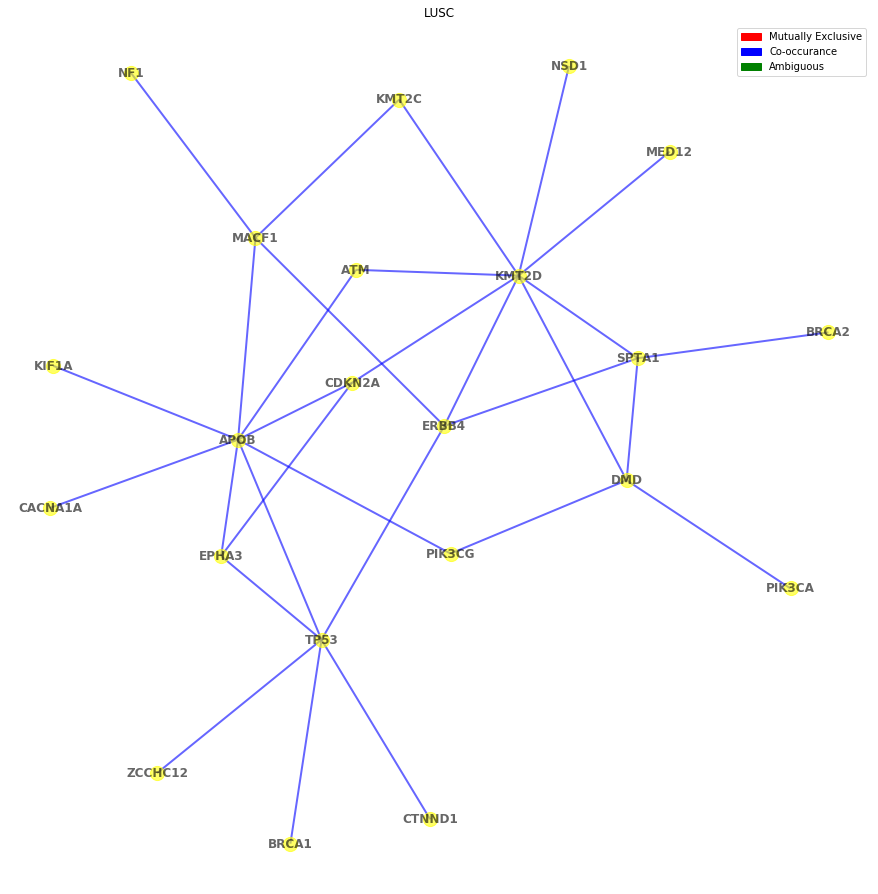 LUSC
Mutually Exclusive
Co-occurance
Ambiguous
NF1
NSD1
KMT2C
MED12
MACF1
ATM
KMT2D
BRCA2
SPTA1
KIF1A
CDKN2A
ERBB4
APOB
DMD
CACNA1A
EPHA3
PIK3CG
PIK3CA
TP53
ZCCHC12
CTNND1
BRCA1